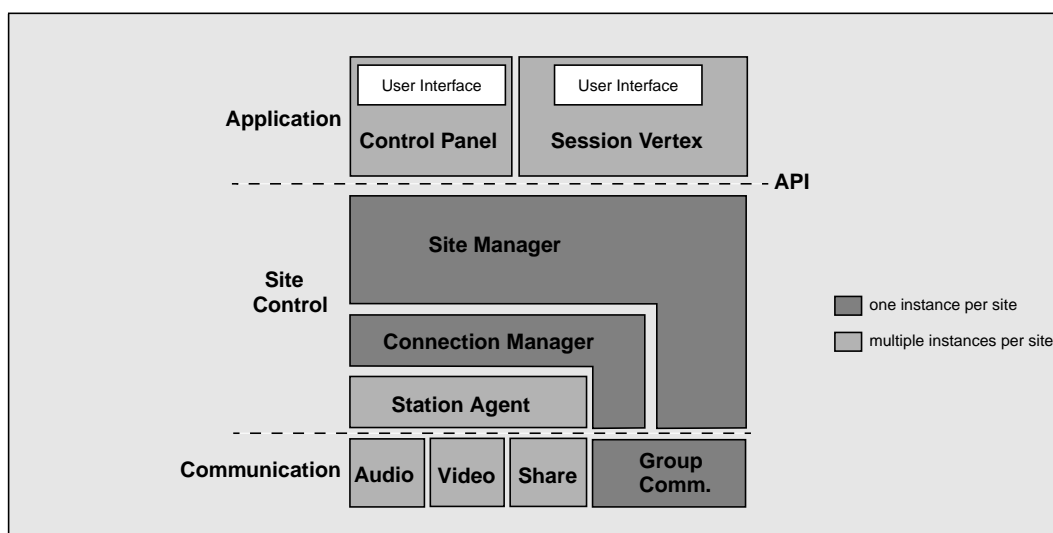 User Interface
User Interface
Application
Control Panel
Session Vertex
API
Site Manager
Site
Control
one instance per site
Connection Manager
multiple instances per site
Station Agent
Communication
Audio
Video
Share
Group
Comm.